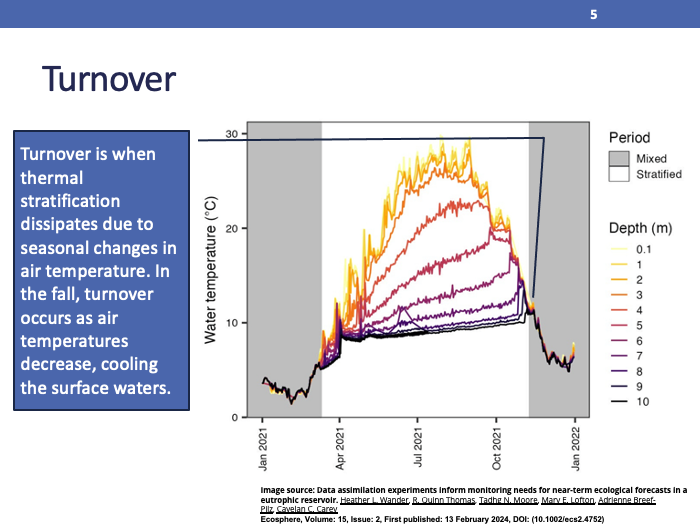 5
Turnover
Turnover is when
thermal
stratification
dissipates due to
seasonal changes in
air temperature. In
the fall, turnover
occurs as air
temperatures
decrease, cooling
the surface waters.
Water temperature (°C)
30
20
10
0
Jan 2021
Apr 2021
Jul 2021
Oct 2021
Jan 2022
Period
Mixed
Stratified
Depth (m)
0.1
1
2
3
4
5
6
7
8
9
10
Image source: Data assimilation experiments inform monitoring needs for near-term ecological forecasts in a
eutrophic reservoir. Heather L. Wander, R. Quinn Thomas, Tadhg N. Moore, Mary E. Lofton, Adrienne Breef-
Pilz, Cayelan C. Carey
Ecosphere, Volume: 15, Issue: 2, First published: 13 February 2024, DOI: (10.1002/ecs2.4752)